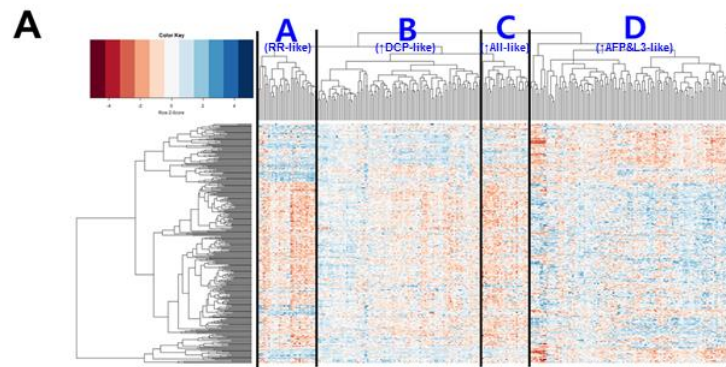 A
A B C D
(RR-like) (↑DCP-like) (↑All-like) (↑AFP&L3-like)
Color Key
-4 -2 0 2 4
Row Z-Score